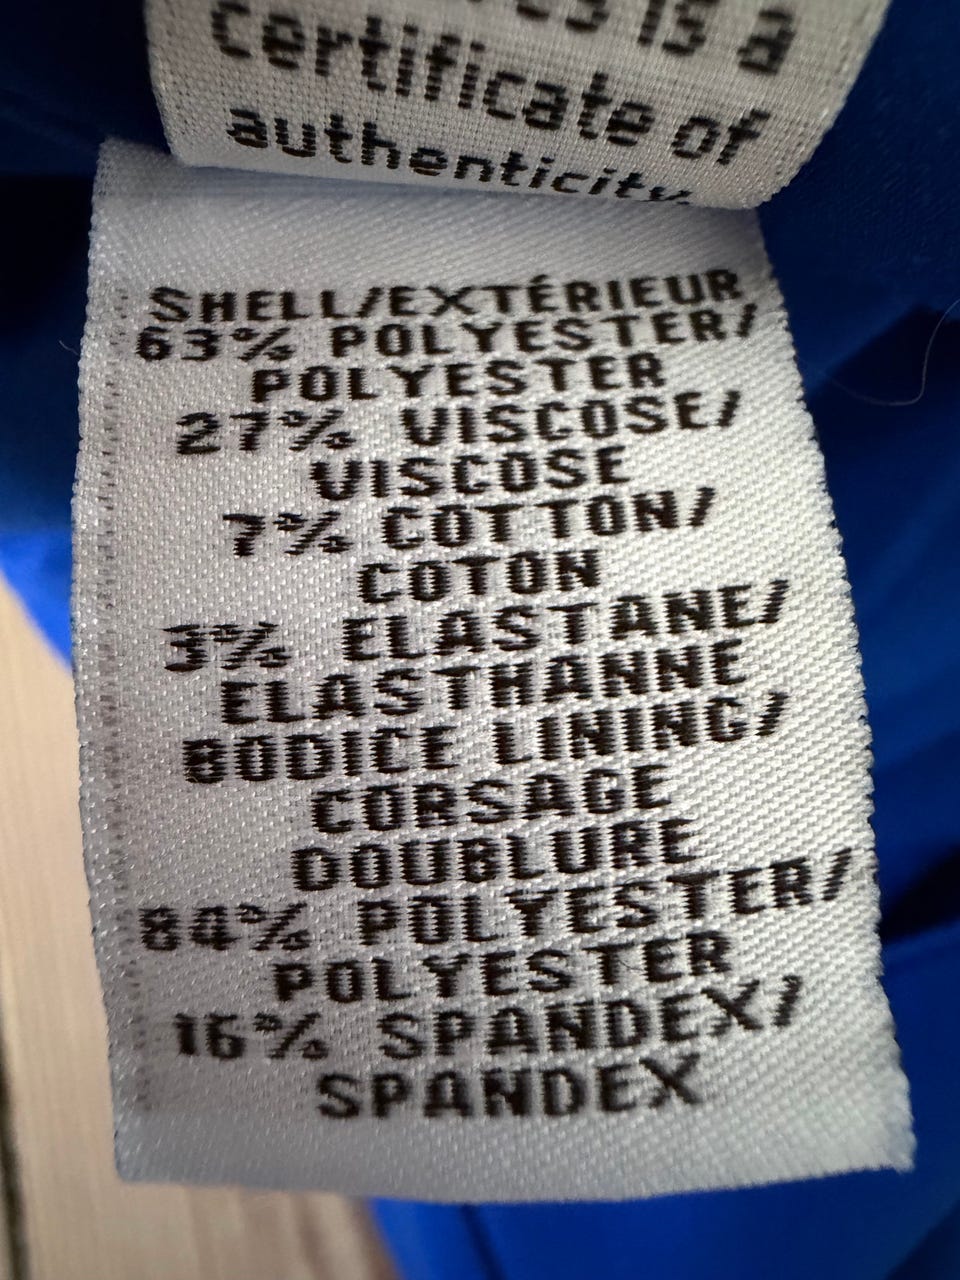 is a
certificate of
authenticity.
SHELL/EXTÉRIEUR
63% POLYESTER/
POLYESTER
27% VISCOSE/
VISCOSE
7% COTTON/
COTON
3% ELASTANE/
ELASTHANNE
BODICE LINING/
CORSAGE
DOUBLURE
84% POLYESTER/
POLYESTER
16% SPANDEX/
SPANDEX